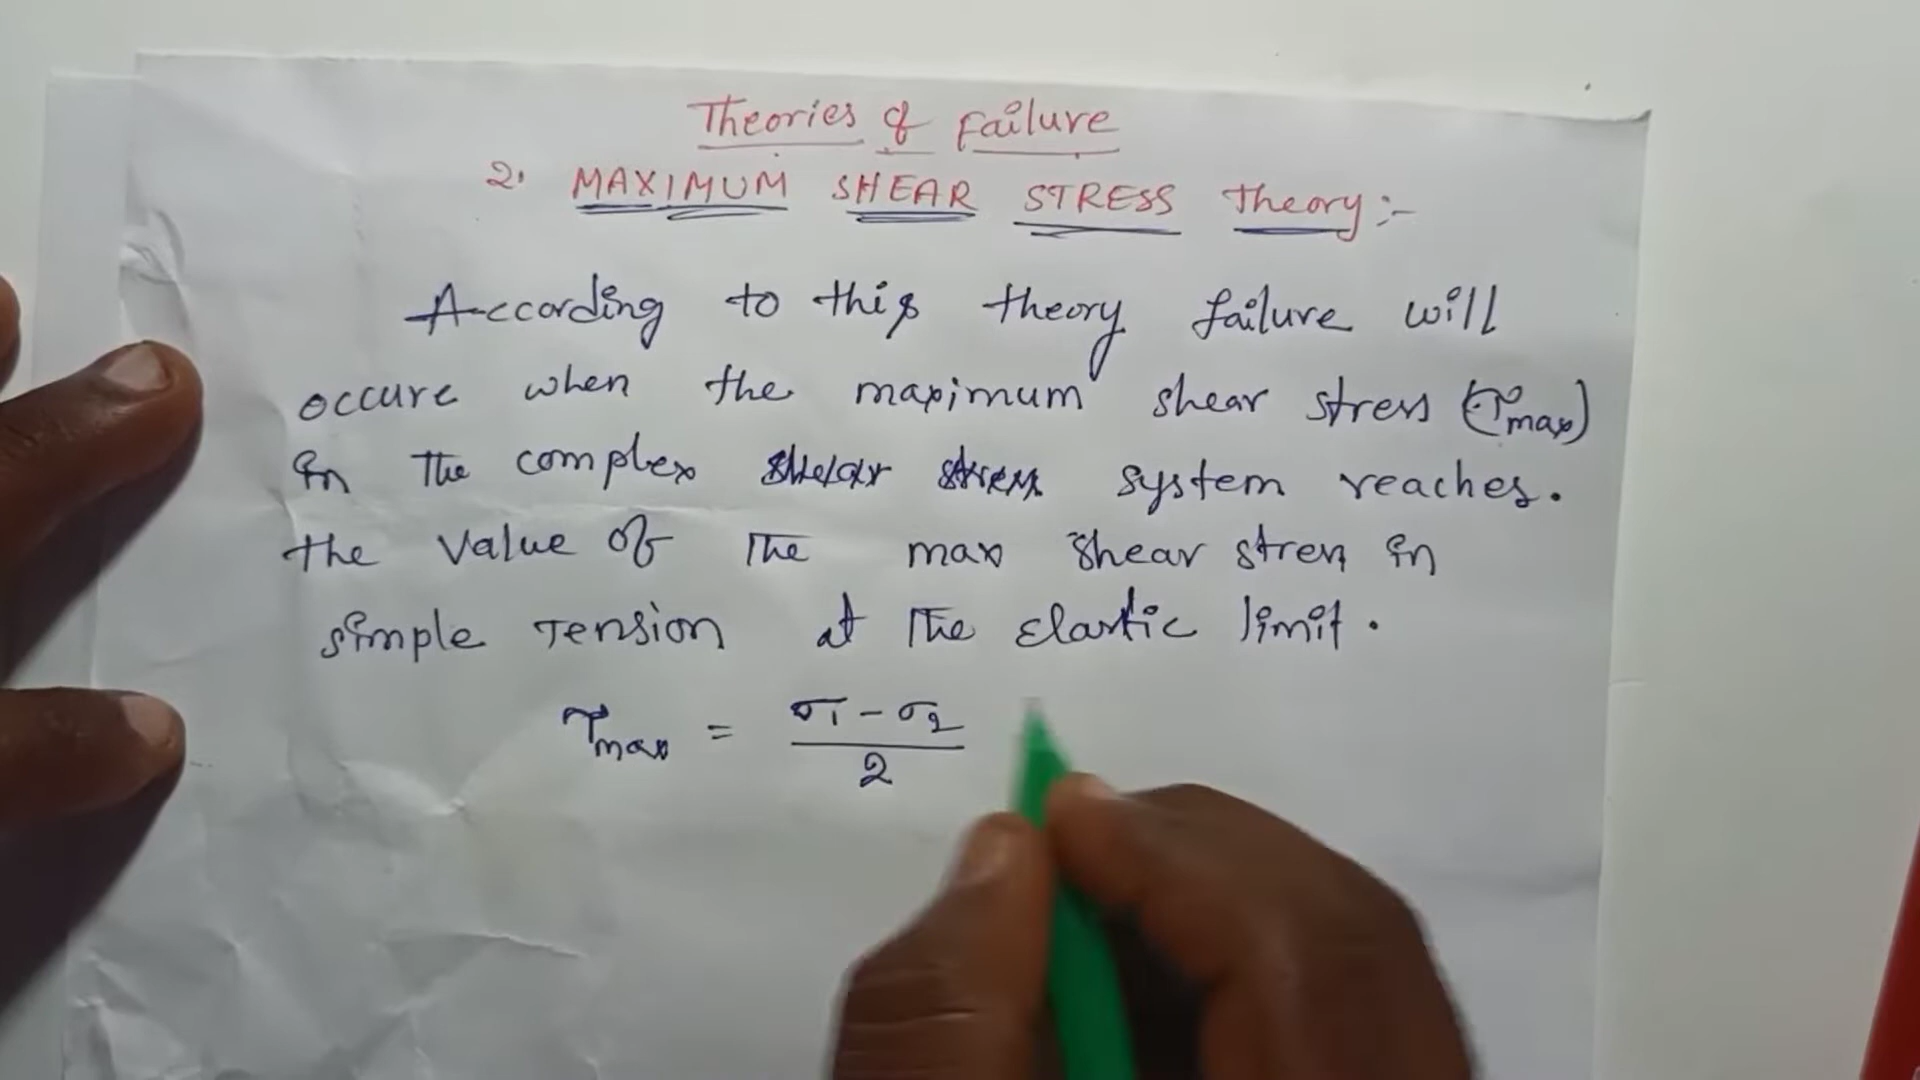 Theories of Failure
2. MAXIMUM SHEAR STRESS Theory :-
According to this theory failure will
occure when the maximum shear stress (τmax)
in the complex shear stress system reaches.
the value of the max shear stress in
simple Tension at the Elastic limit.
τmax = σ1 - σ2 / 2